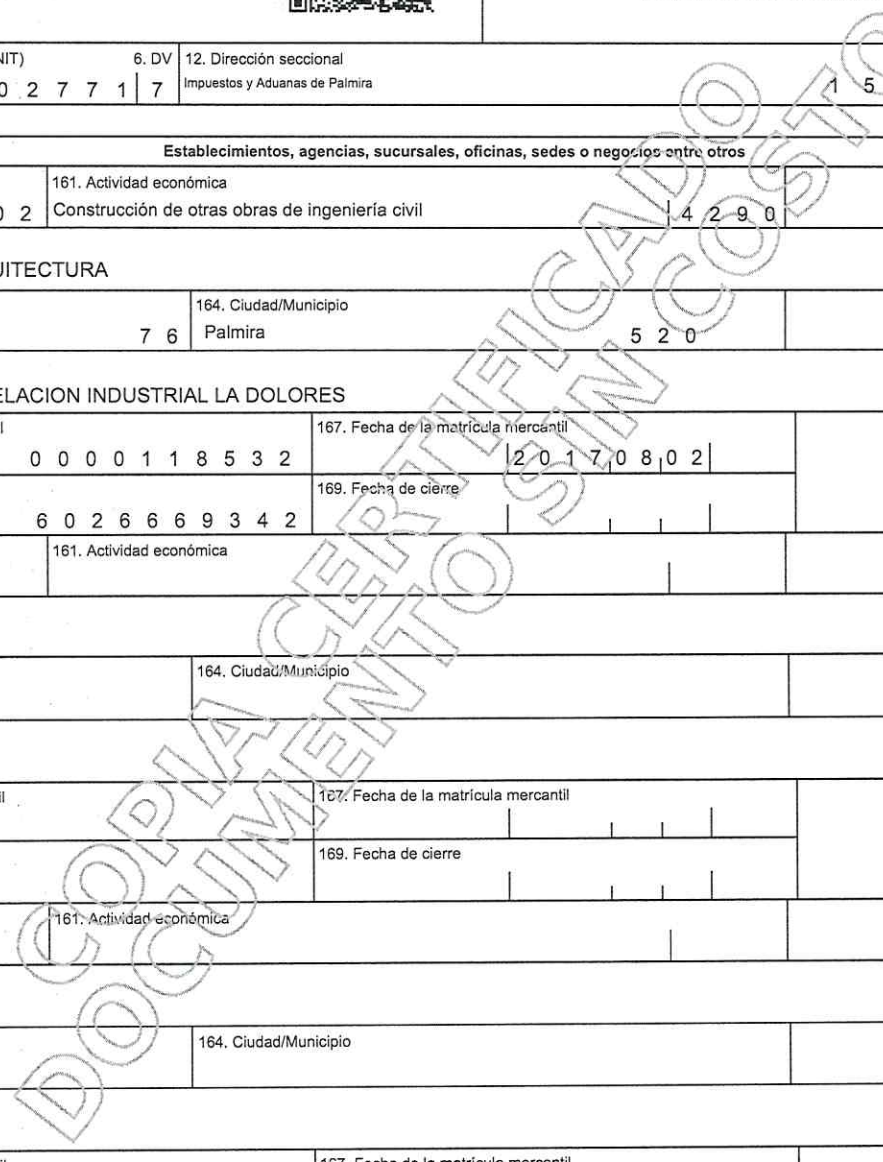 NIT) 6. DV 12. Dirección seccional
0 2 7 7 1 7 Impuestos y Aduanas de Palmira 1 5
Establecimientos, agencias, sucursales, oficinas, sedes o negocios entre otros
161. Actividad económica
0 2 Construcción de otras obras de ingeniería civil 4 2 9 0
UITECTURA
164. Ciudad/Municipio
7 6 Palmira 5 2 0
ELACION INDUSTRIAL LA DOLORES
167. Fecha de la matrícula mercantil
0 0 0 0 1 1 8 5 3 2 2 0 1 7 0 8 0 2
169. Fecha de cierre
6 0 2 6 6 6 9 3 4 2
161. Actividad económica
164. Ciudad/Municipio
167. Fecha de la matrícula mercantil
169. Fecha de cierre
161. Actividad económica
164. Ciudad/Municipio
167. Fecha de la matrícula mercantil
COPIA CERTIFICADO
DOCUMENTO SIN COSTO